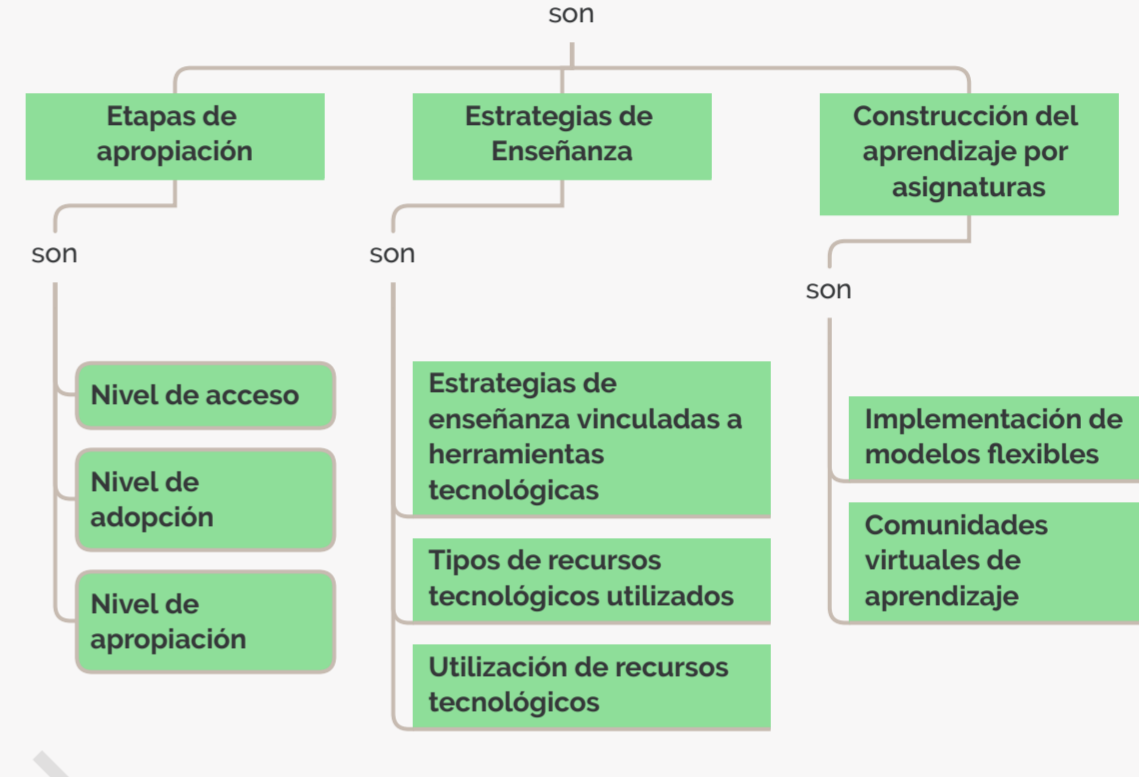 son
Etapas de
apropiación
son
Nivel de acceso
Nivel de
adopción
Nivel de
apropiación
Estrategias de
Enseñanza
son
Estrategias de
enseñanza vinculadas a
herramientas
tecnológicas
Tipos de recursos
tecnológicos utilizados
Utilización de recursos
tecnológicos
Construcción del
aprendizaje por
asignaturas
son
Implementación de
modelos flexibles
Comunidades
virtuales de
aprendizaje